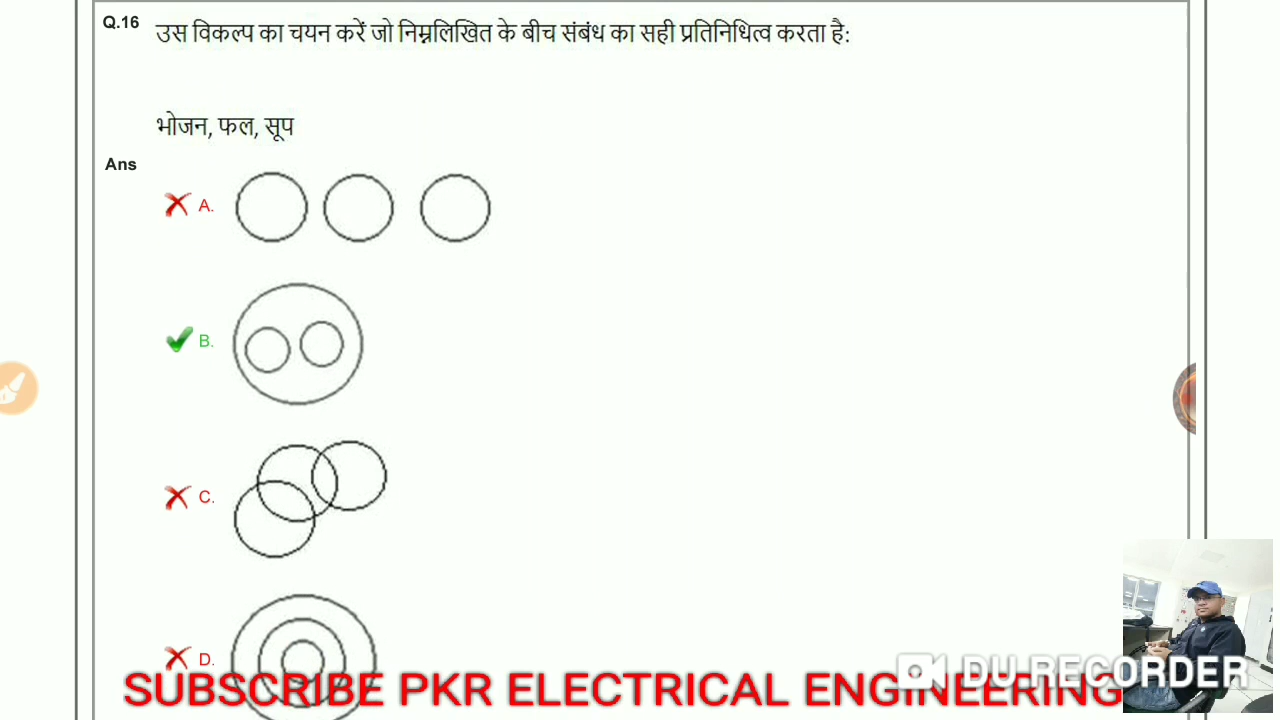 Q.16 उस विकल्प का चयन करें जो निम्नलिखित के बीच संबंध का सही प्रतिनिधित्व करता है:
भोजन, फल, सूप
Ans
A.
B.
C.
D.
SUBSCRIBE PKR ELECTRICAL ENGINEERING
DU RECORDER